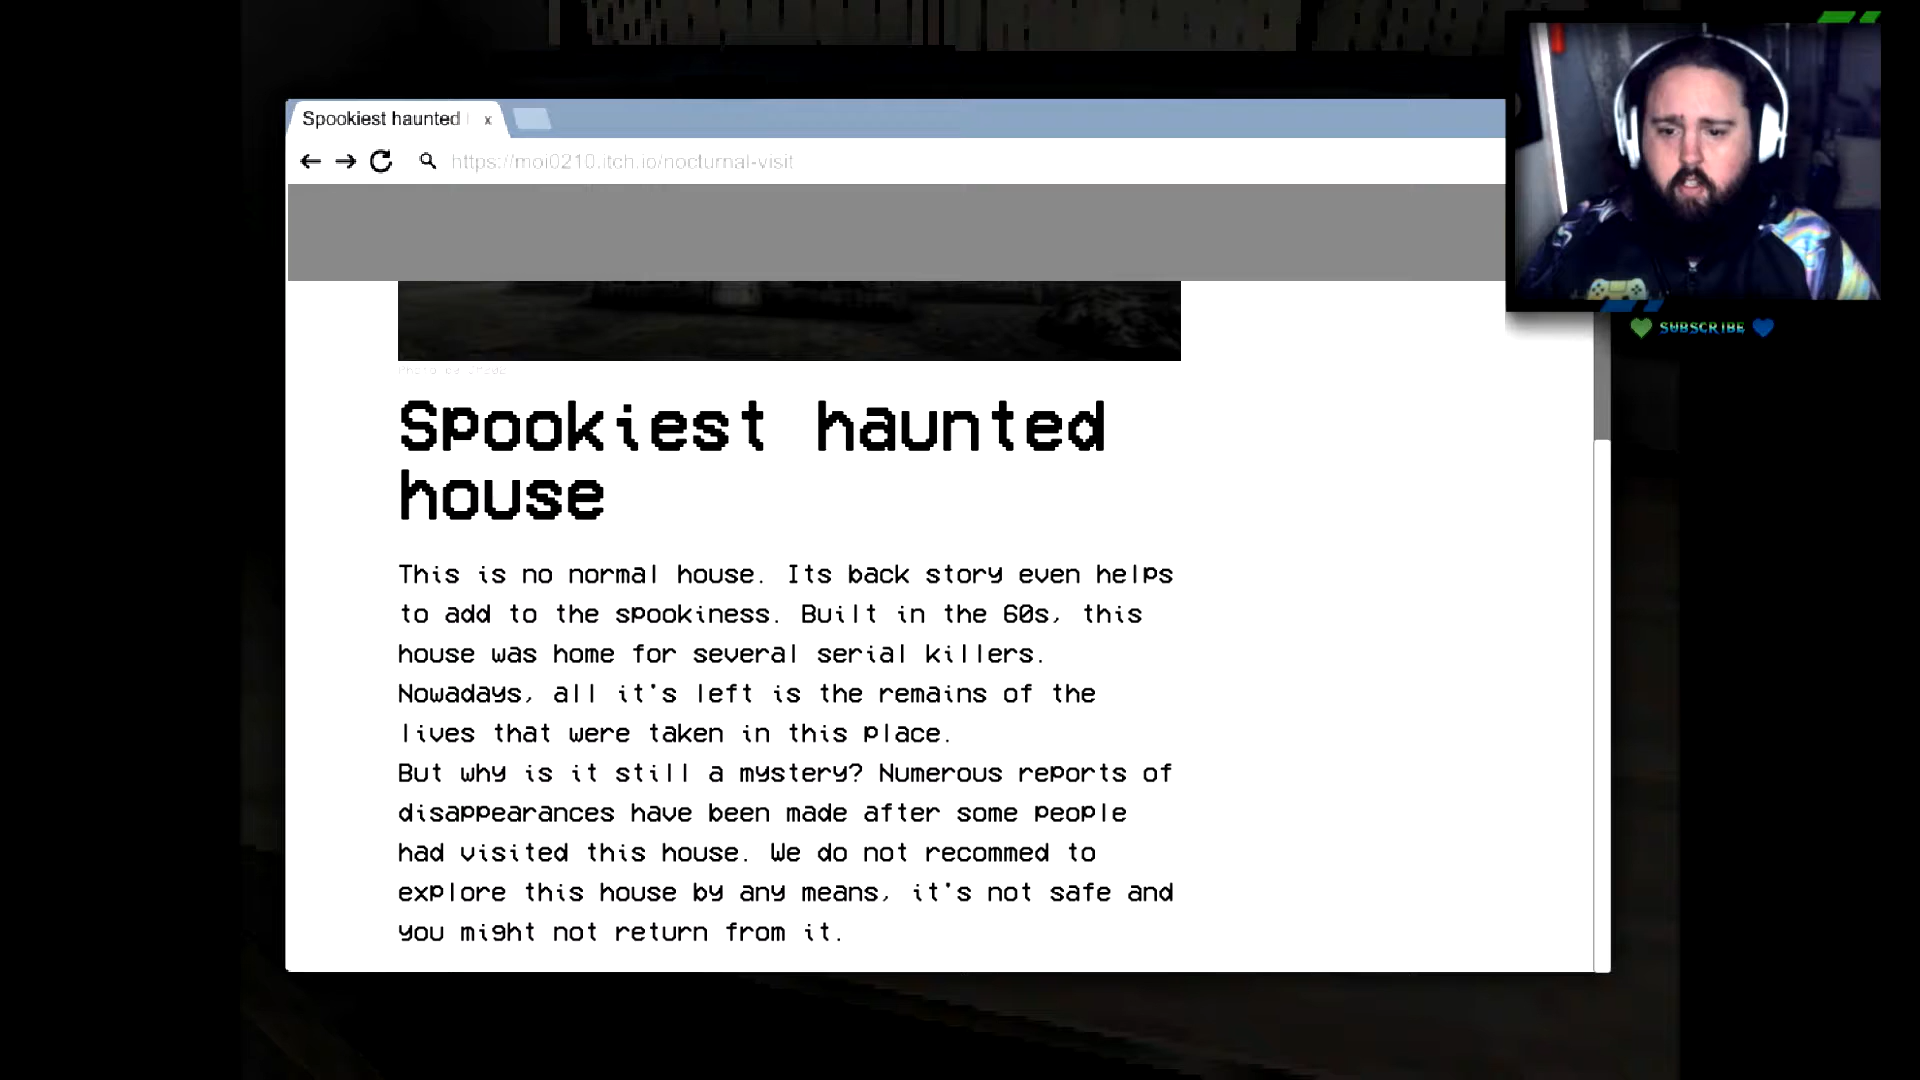 Spookiest haunted
x
https://moi0210.itch.io/nocturnal-visit
SUBSCRIBE
Spookiest haunted
house
This is no normal house. Its back story even helps
to add to the spookiness. Built in the 60s, this
house was home for several serial killers.
Nowadays, all it's left is the remains of the
lives that were taken in this place.
But why is it still a mystery? Numerous reports of
disappearances have been made after some people
had visited this house. We do not recommed to
explore this house by any means, it's not safe and
you might not return from it.